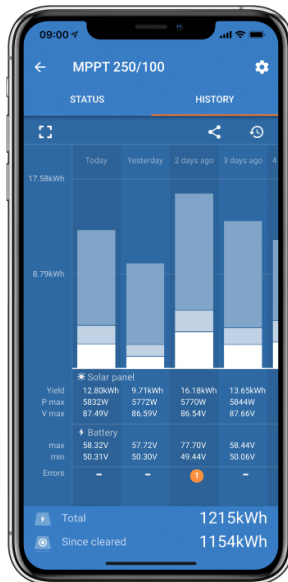 09:00
MPPT 250/100
STATUS HISTORY
Today Yesterday 2 days ago 3 days ago 4
17.58kWh
8.79kWh
Solar panel
Yield 12.80kWh 9.71kWh 16.18kWh 13.65kWh
P max 5832W 5772W 5770W 5844W
V max 87.49V 86.59V 86.54V 87.66V
Battery
max 58.32V 57.72V 77.70V 58.44V
min 50.31V 50.30V 49.44V 50.06V
Errors – – 1 –
Total 1215kWh
Since cleared 1154kWh